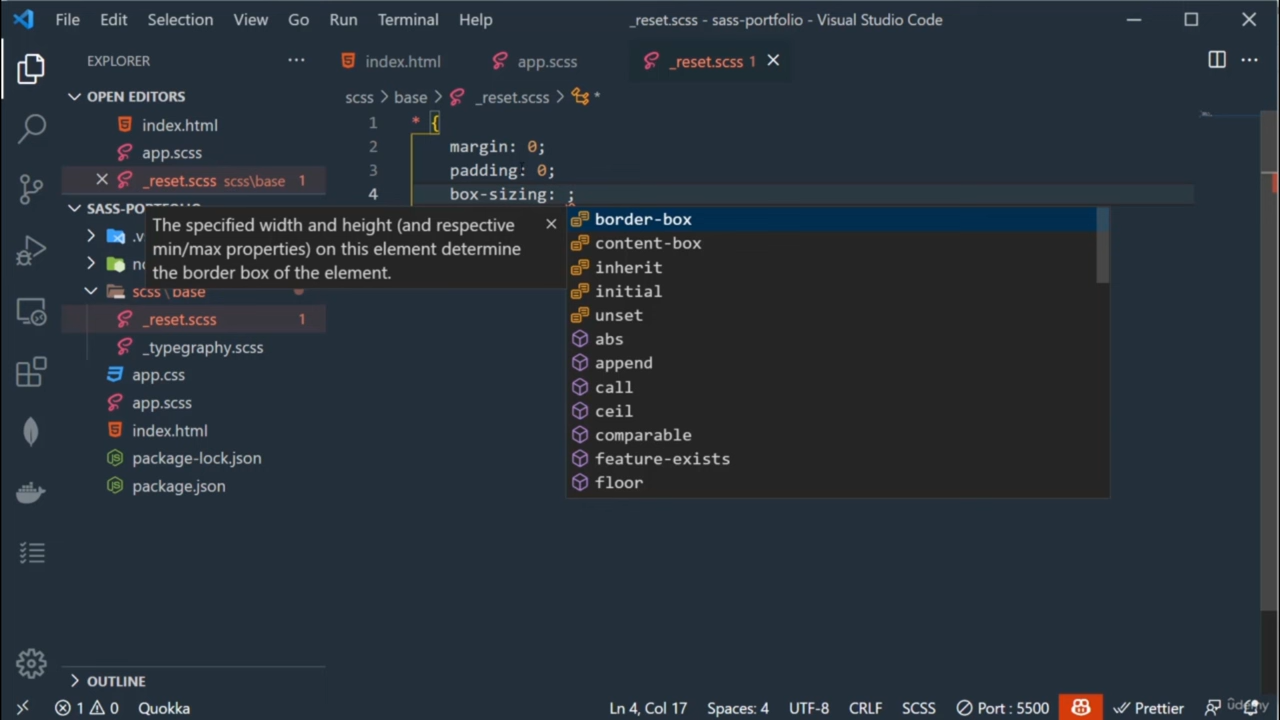 File Edit Selection View Go Run Terminal Help _reset.scss - sass-portfolio - Visual Studio Code
EXPLORER
index.html app.scss _reset.scss 1
OPEN EDITORS
index.html
app.scss
_reset.scss scss\base 1
SASS-PORTFO
.v
no
scss \ base
_reset.scss 1
_typegraphy.scss
app.css
app.scss
index.html
package-lock.json
package.json
OUTLINE
scss > base > _reset.scss > *
1 * {
2 margin: 0;
3 padding: 0;
4 box-sizing: ;
The specified width and height (and respective
min/max properties) on this element determine
the border box of the element.
border-box
content-box
inherit
initial
unset
abs
append
call
ceil
comparable
feature-exists
floor
1 0 Quokka Ln 4, Col 17 Spaces: 4 UTF-8 CRLF SCSS Port : 5500 Prettier
ûdemy